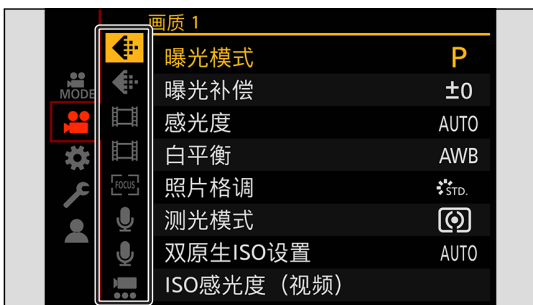 画质 1
曝光模式 P
MODE 曝光补偿 ±0
感光度 AUTO
白平衡 AWB
FOCUS 照片格调 STD.
测光模式
双原生ISO设置 AUTO
ISO感光度（视频）